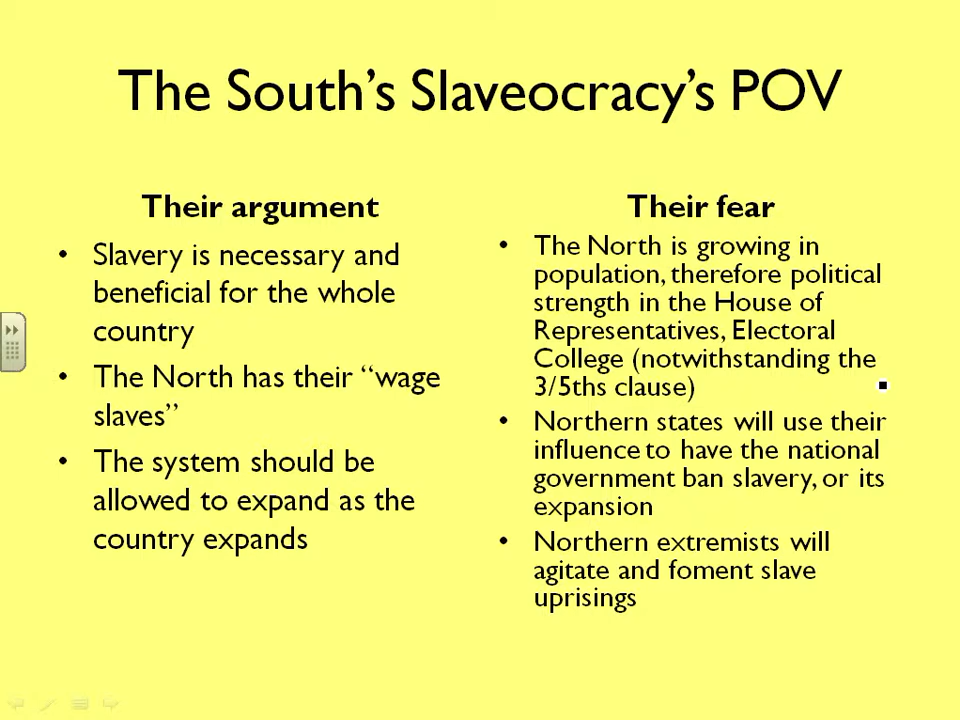 The South’s Slaveocracy’s POV
Their argument
• Slavery is necessary and
beneficial for the whole
country
• The North has their “wage
slaves”
• The system should be
allowed to expand as the
country expands
Their fear
• The North is growing in
population, therefore political
strength in the House of
Representatives, Electoral
College (notwithstanding the
3/5ths clause)
• Northern states will use their
influence to have the national
government ban slavery, or its
expansion
• Northern extremists will
agitate and foment slave
uprisings